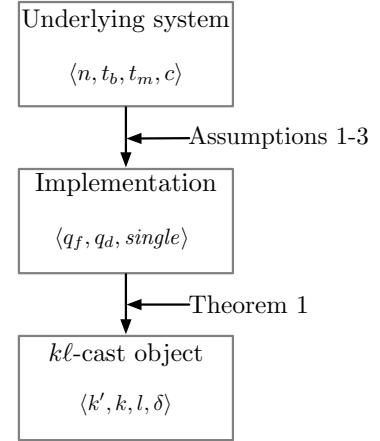 Underlying system
⟨n, t_b, t_m, c⟩
Assumptions 1-3
Implementation
⟨q_f, q_d, single⟩
Theorem 1
kℓ-cast object
⟨k′, k, l, δ⟩